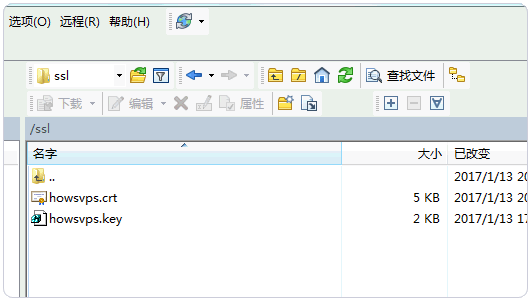 选项(O) 远程(R) 帮助(H)
ssl 查找文件
下载 编辑 属性
/ssl
名字 大小 已改变
.. 2017/1/13 20
howsvps.crt 5 KB 2017/1/13 20
howsvps.key 2 KB 2017/1/13 17